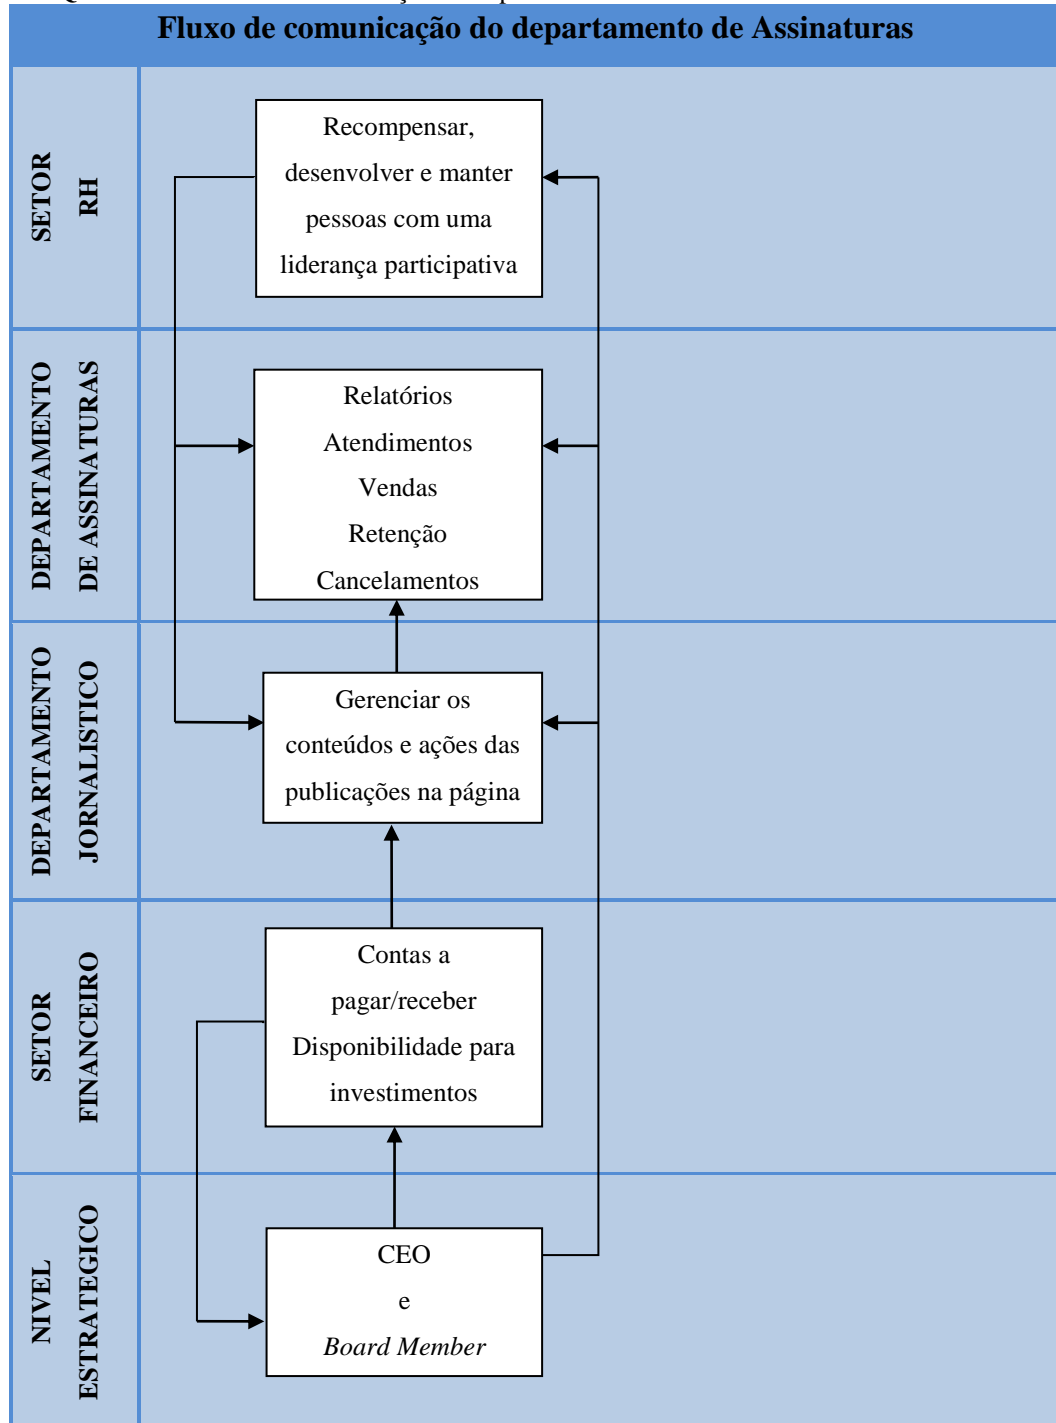 Fluxo de comunicação do departamento de Assinaturas
SETOR
RH
Recompensar,
desenvolver e manter
pessoas com uma
liderança participativa
DEPARTAMENTO
DE ASSINATURAS
Relatórios
Atendimentos
Vendas
Retenção
Cancelamentos
DEPARTAMENTO
JORNALISTICO
Gerenciar os
conteúdos e ações das
publicações na página
SETOR
FINANCEIRO
Contas a
pagar/receber
Disponibilidade para
investimentos
NIVEL
ESTRATEGICO
CEO
e
Board Member